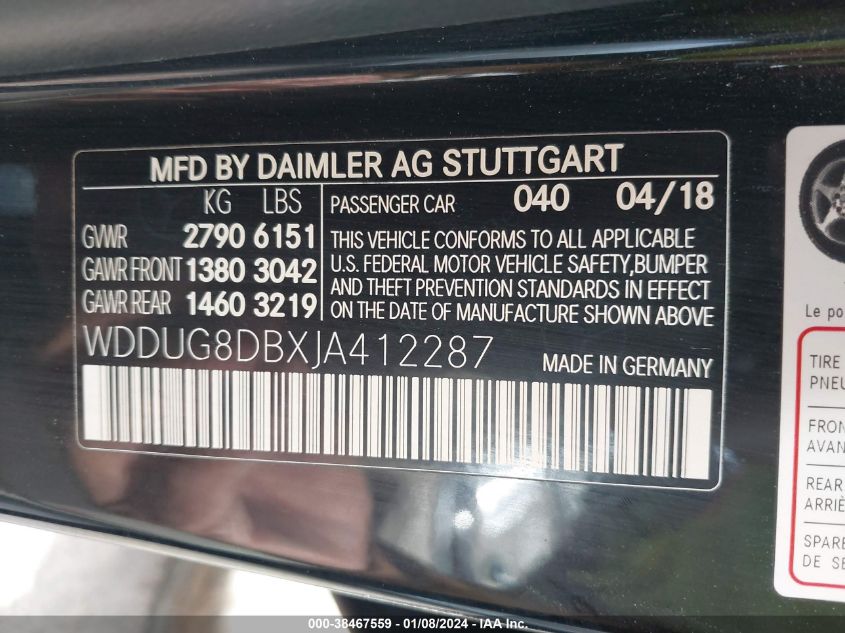 MFD BY DAIMLER AG STUTTGART
KG LBS
GVWR 2790 6151
GAWR FRONT 1380 3042
GAWR REAR 1460 3219
PASSENGER CAR 040 04/18
THIS VEHICLE CONFORMS TO ALL APPLICABLE
U.S. FEDERAL MOTOR VEHICLE SAFETY,BUMPER
AND THEFT PREVENTION STANDARDS IN EFFECT
ON THE DATE OF MANUFACTURE SHOWN ABOVE
WDDUG8DBXJA412287 MADE IN GERMANY
Le po
TIRE
PNEU
FRON
AVAN
REAR
ARRIÈ
SPARE
DE SE
000-38467559 - 01/08/2024 - IAA Inc.